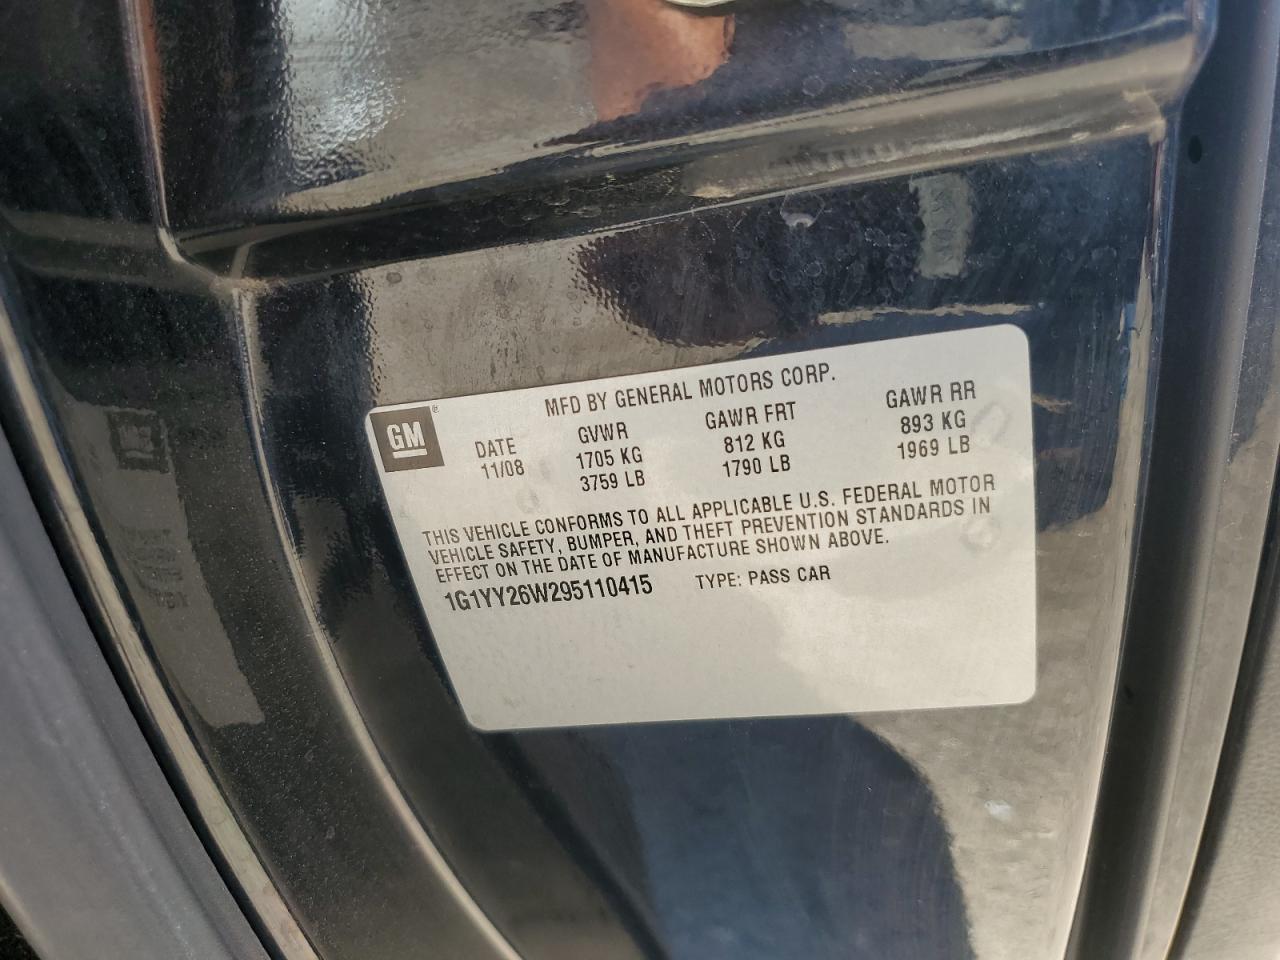 GM®
MFD BY GENERAL MOTORS CORP.
DATE GVWR GAWR FRT GAWR RR
11/08 1705 KG 812 KG 893 KG
3759 LB 1790 LB 1969 LB
THIS VEHICLE CONFORMS TO ALL APPLICABLE U.S. FEDERAL MOTOR
VEHICLE SAFETY, BUMPER, AND THEFT PREVENTION STANDARDS IN
EFFECT ON THE DATE OF MANUFACTURE SHOWN ABOVE.
1G1YY26W295110415 TYPE: PASS CAR